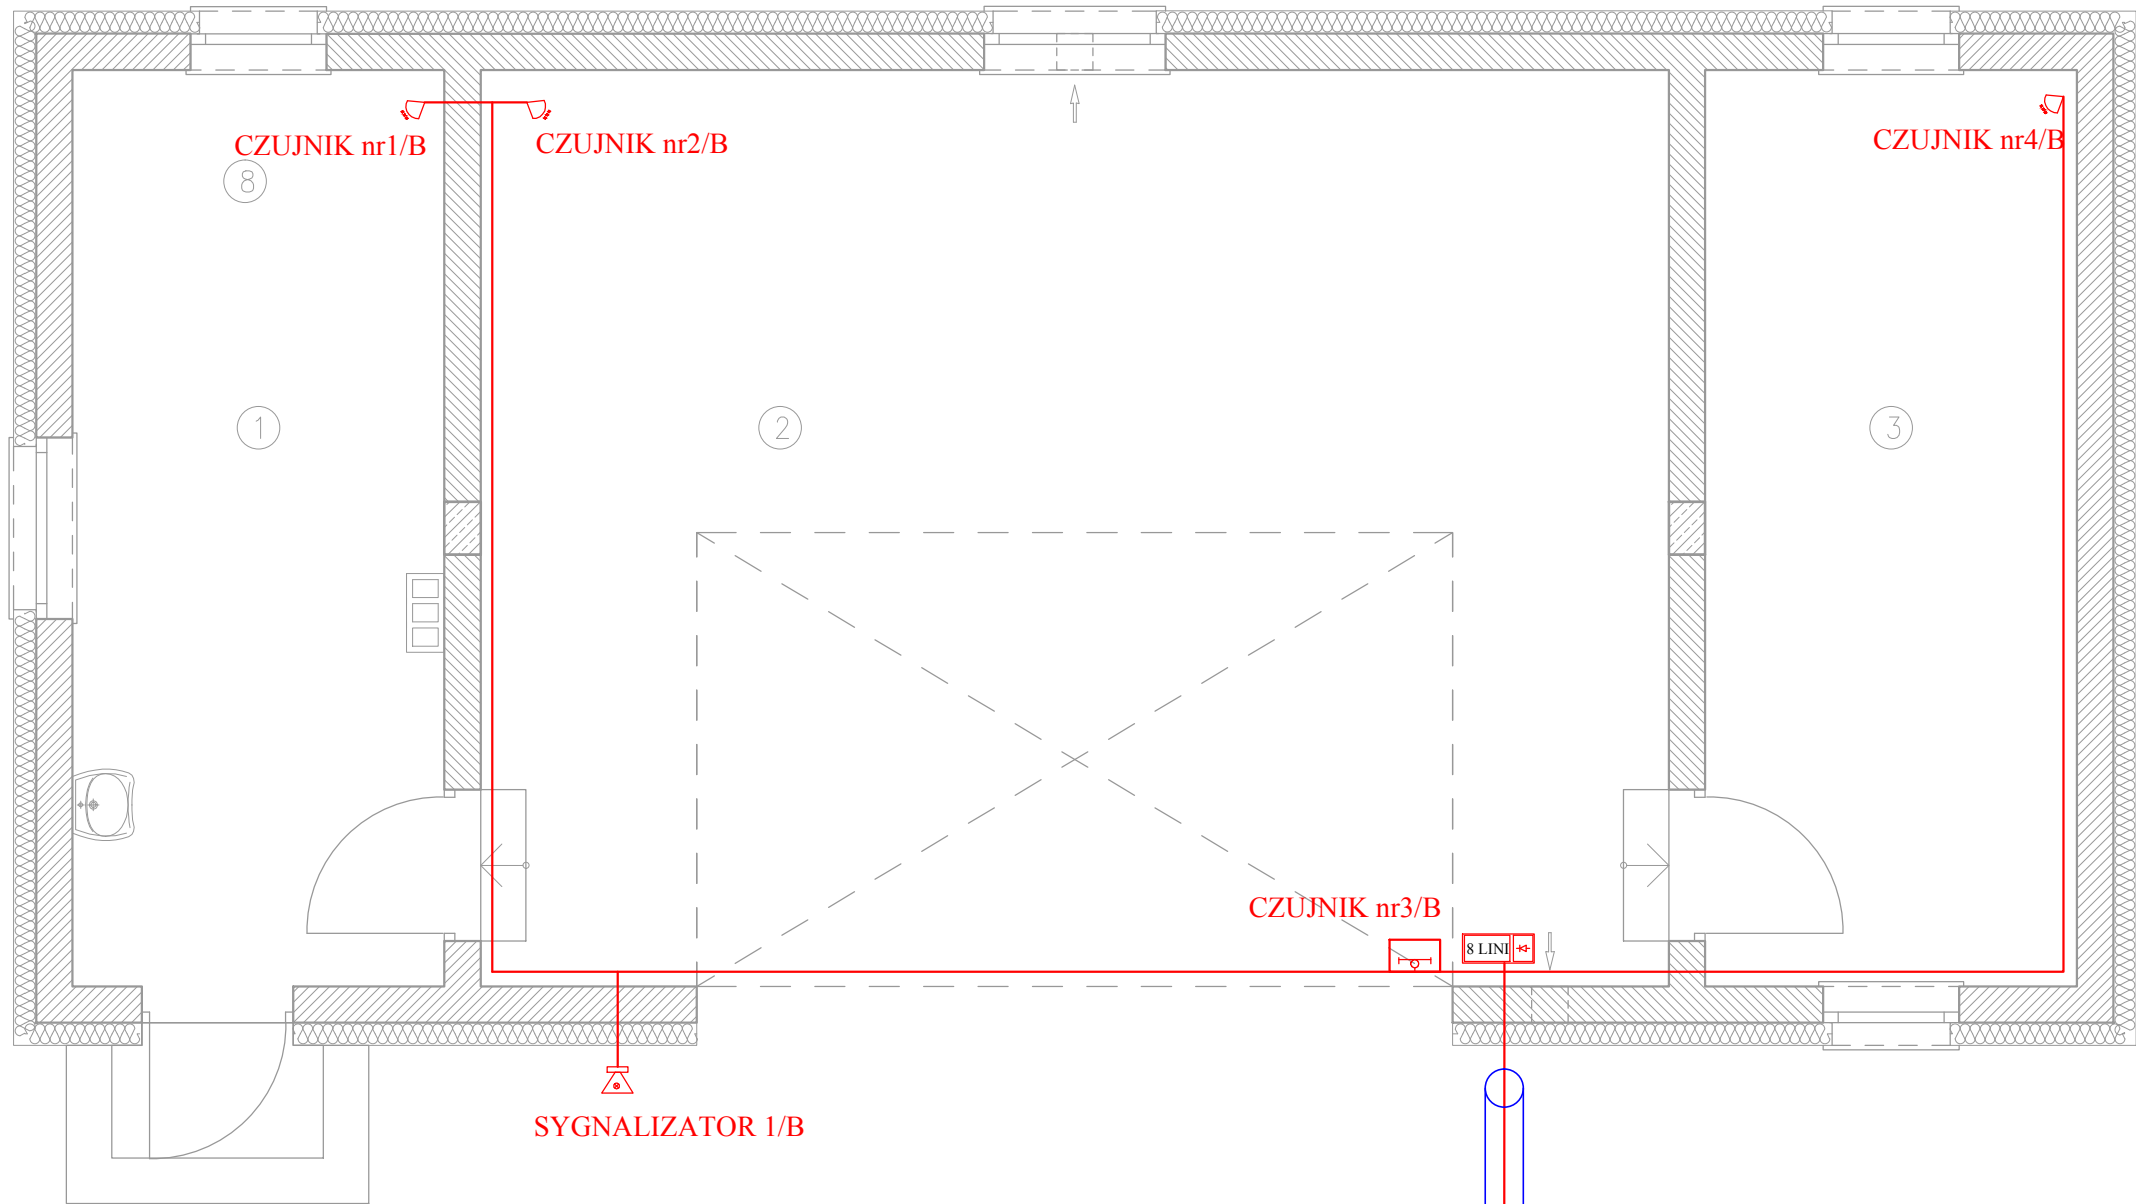 CZUJNIK nr1/B
CZUJNIK nr2/B
CZUJNIK nr4/B
8
1
2
3
CZUJNIK nr3/B
8 LINI
SYGNALIZATOR 1/B